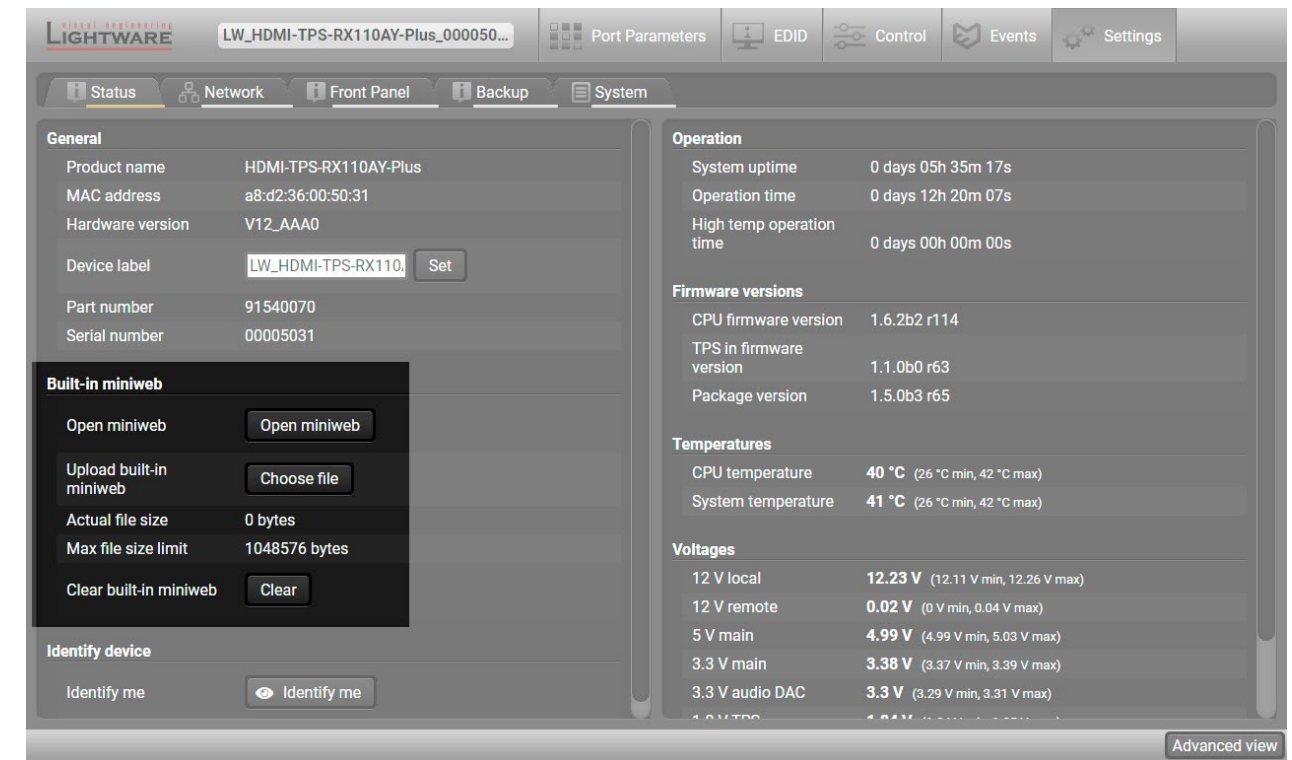 visual engineering
LIGHTWARE
LW_HDMI-TPS-RX110AY-Plus_000050...
Port Parameters
EDID
Control
Events
Settings
Status
Network
Front Panel
Backup
System
General
Product name HDMI-TPS-RX110AY-Plus
MAC address a8:d2:36:00:50:31
Hardware version V12_AAA0
Device label LW_HDMI-TPS-RX110 Set
Part number 91540070
Serial number 00005031
Built-in miniweb
Open miniweb Open miniweb
Upload built-in
miniweb Choose file
Actual file size 0 bytes
Max file size limit 1048576 bytes
Clear built-in miniweb Clear
Identify device
Identify me Identify me
Operation
System uptime 0 days 05h 35m 17s
Operation time 0 days 12h 20m 07s
High temp operation
time 0 days 00h 00m 00s
Firmware versions
CPU firmware version 1.6.2b2 r114
TPS in firmware
version 1.1.0b0 r63
Package version 1.5.0b3 r65
Temperatures
CPU temperature 40 °C (26 °C min, 42 °C max)
System temperature 41 °C (26 °C min, 42 °C max)
Voltages
12 V local 12.23 V (12.11 V min, 12.26 V max)
12 V remote 0.02 V (0 V min, 0.04 V max)
5 V main 4.99 V (4.99 V min, 5.03 V max)
3.3 V main 3.38 V (3.37 V min, 3.39 V max)
3.3 V audio DAC 3.3 V (3.29 V min, 3.31 V max)
Advanced view